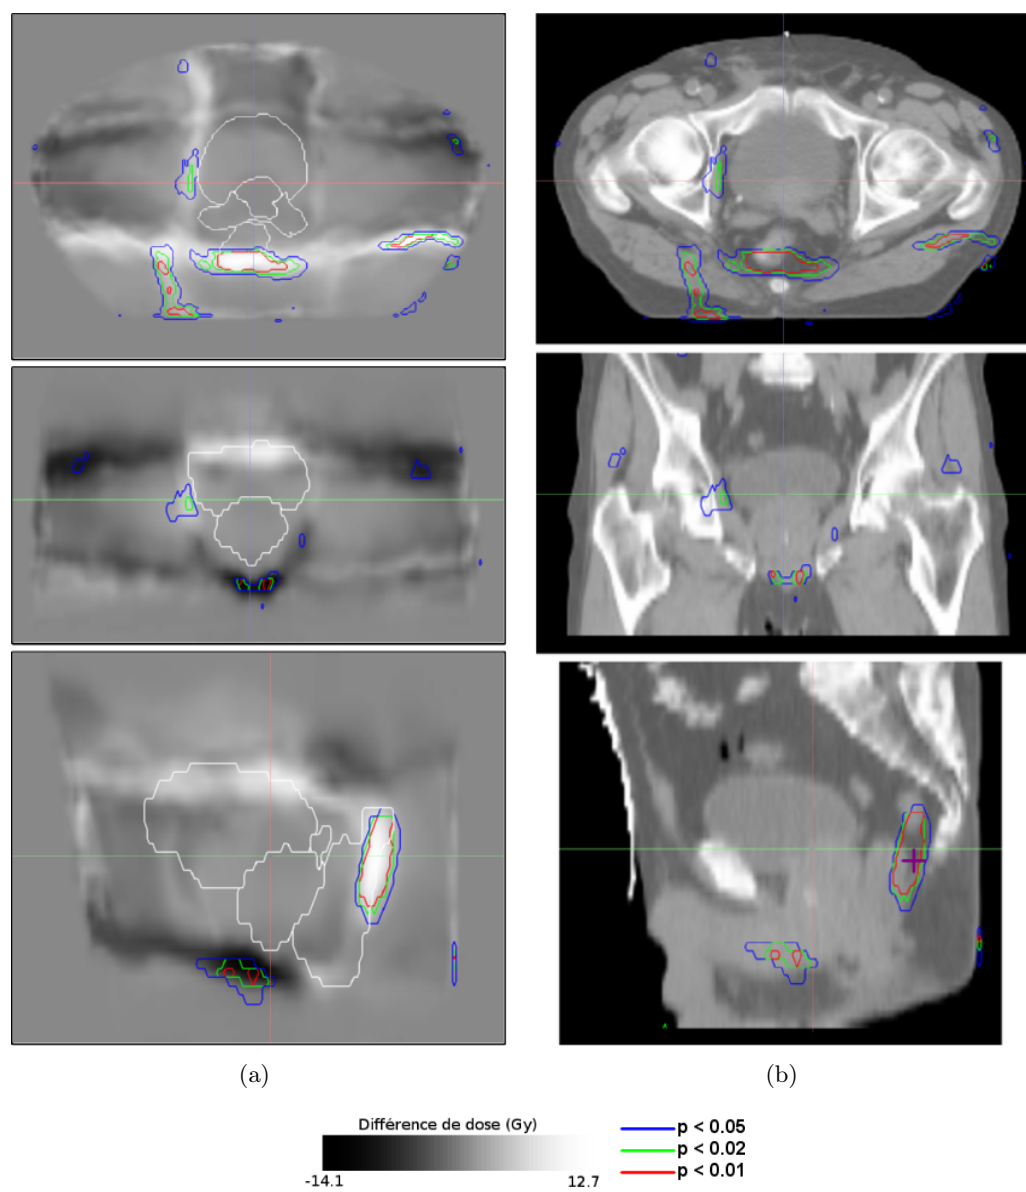 (a)
(b)
Différence de dose (Gy)
-14.1
12.7
p < 0.05
p < 0.02
p < 0.01